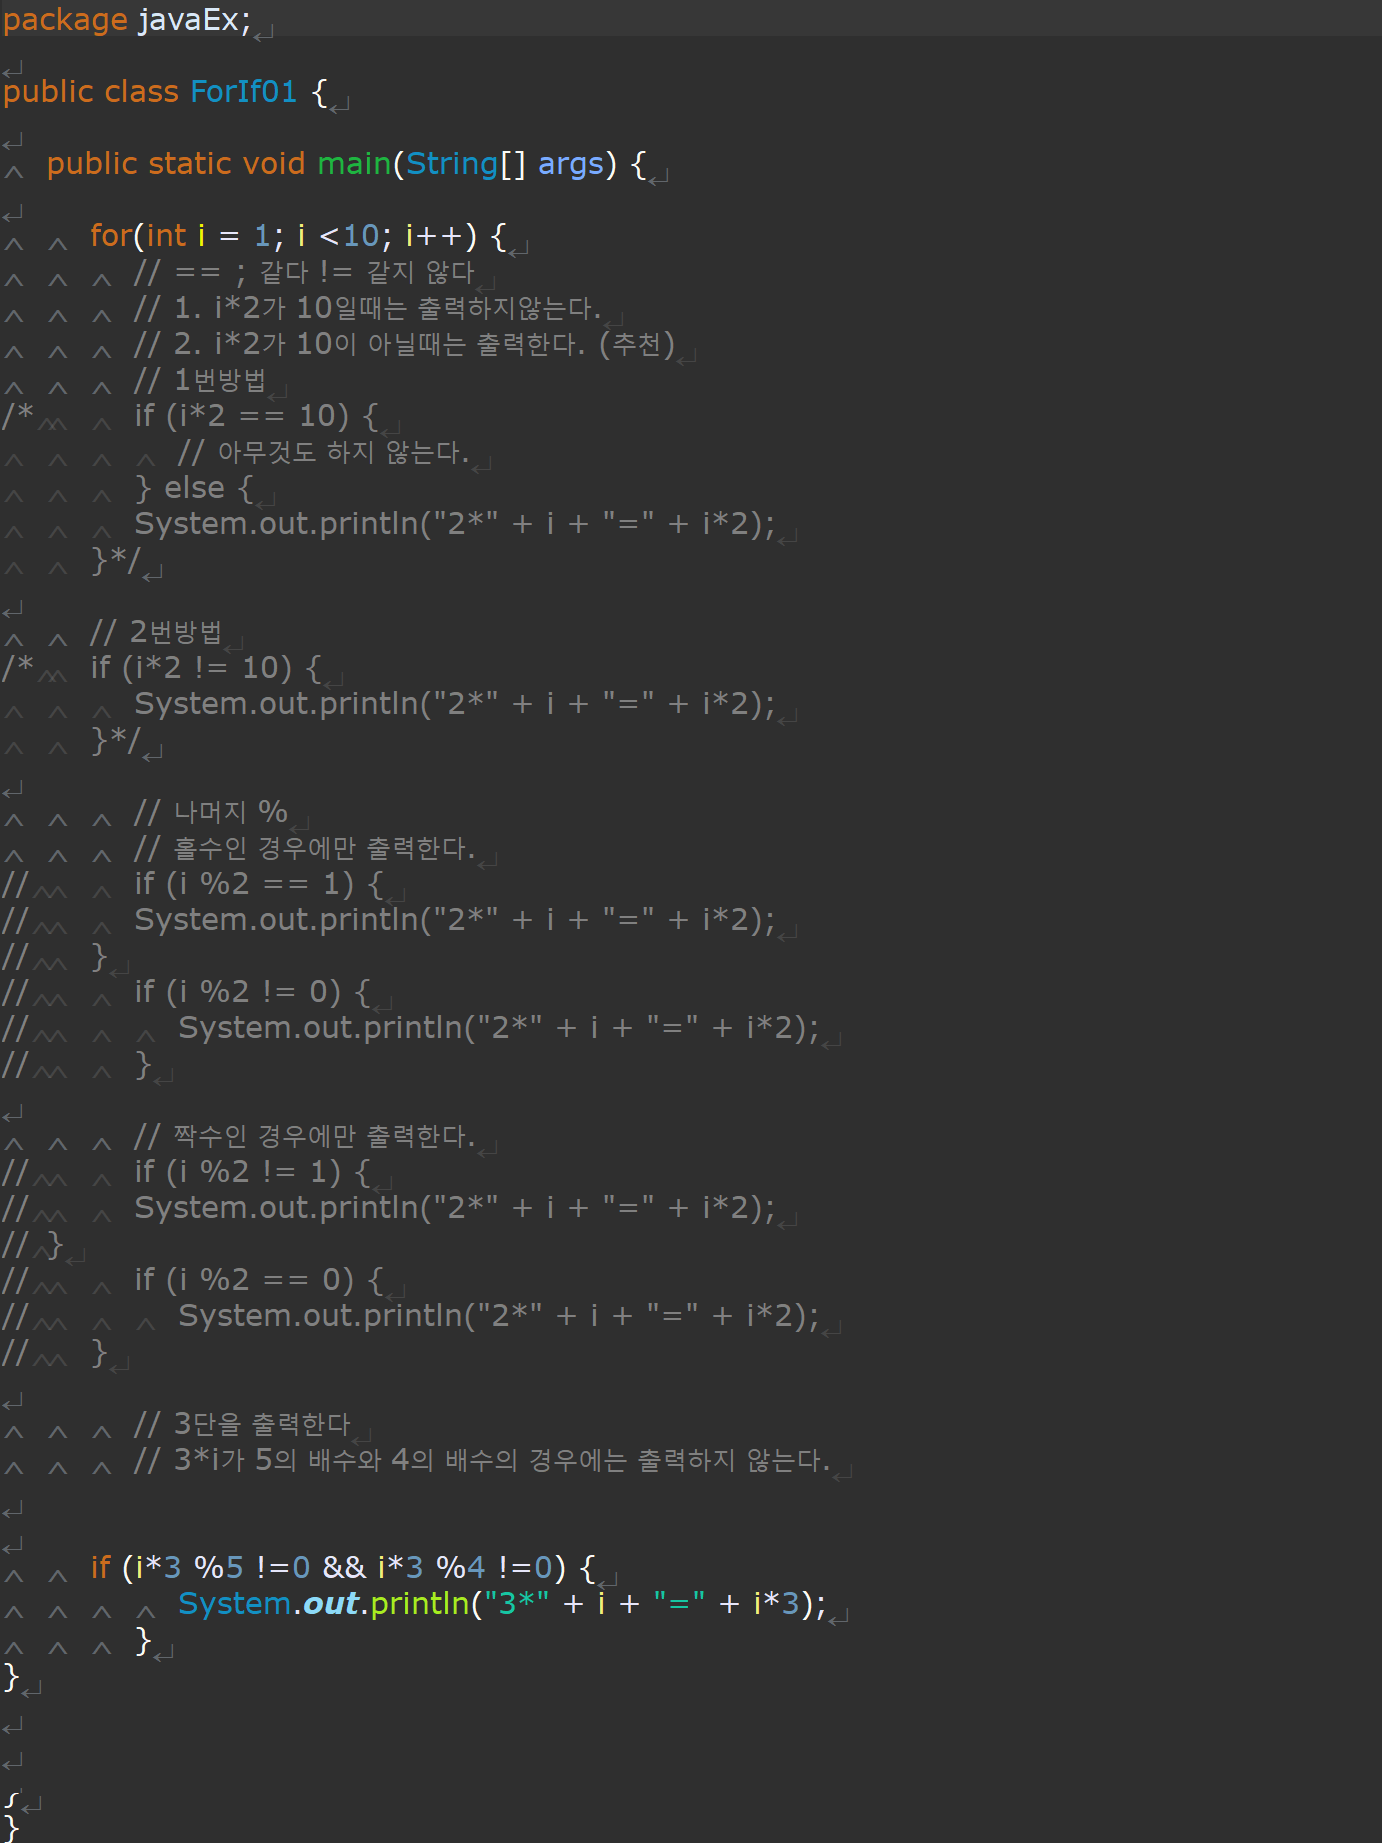 package javaEx;
public class ForIf01 {
public static void main(String[] args) {
for(int i = 1; i <10; i++) {
// == ; 같다 != 같지 않다
// 1. i*2가 10일때는 출력하지않는다.
// 2. i*2가 10이 아닐때는 출력한다. (추천)
// 1번방법
/* if (i*2 == 10) {
// 아무것도 하지 않는다.
} else {
System.out.println("2*" + i + "=" + i*2);
}*/
// 2번방법
/* if (i*2 != 10) {
System.out.println("2*" + i + "=" + i*2);
}*/
// 나머지 %
// 홀수인 경우에만 출력한다.
// if (i %2 == 1) {
// System.out.println("2*" + i + "=" + i*2);
// }
// if (i %2 != 0) {
// System.out.println("2*" + i + "=" + i*2);
// }
// 짝수인 경우에만 출력한다.
// if (i %2 != 1) {
// System.out.println("2*" + i + "=" + i*2);
// }
// if (i %2 == 0) {
// System.out.println("2*" + i + "=" + i*2);
// }
// 3단을 출력한다
// 3*i가 5의 배수와 4의 배수의 경우에는 출력하지 않는다.
if (i*3 %5 !=0 && i*3 %4 !=0) {
System.out.println("3*" + i + "=" + i*3);
}
}
{
}